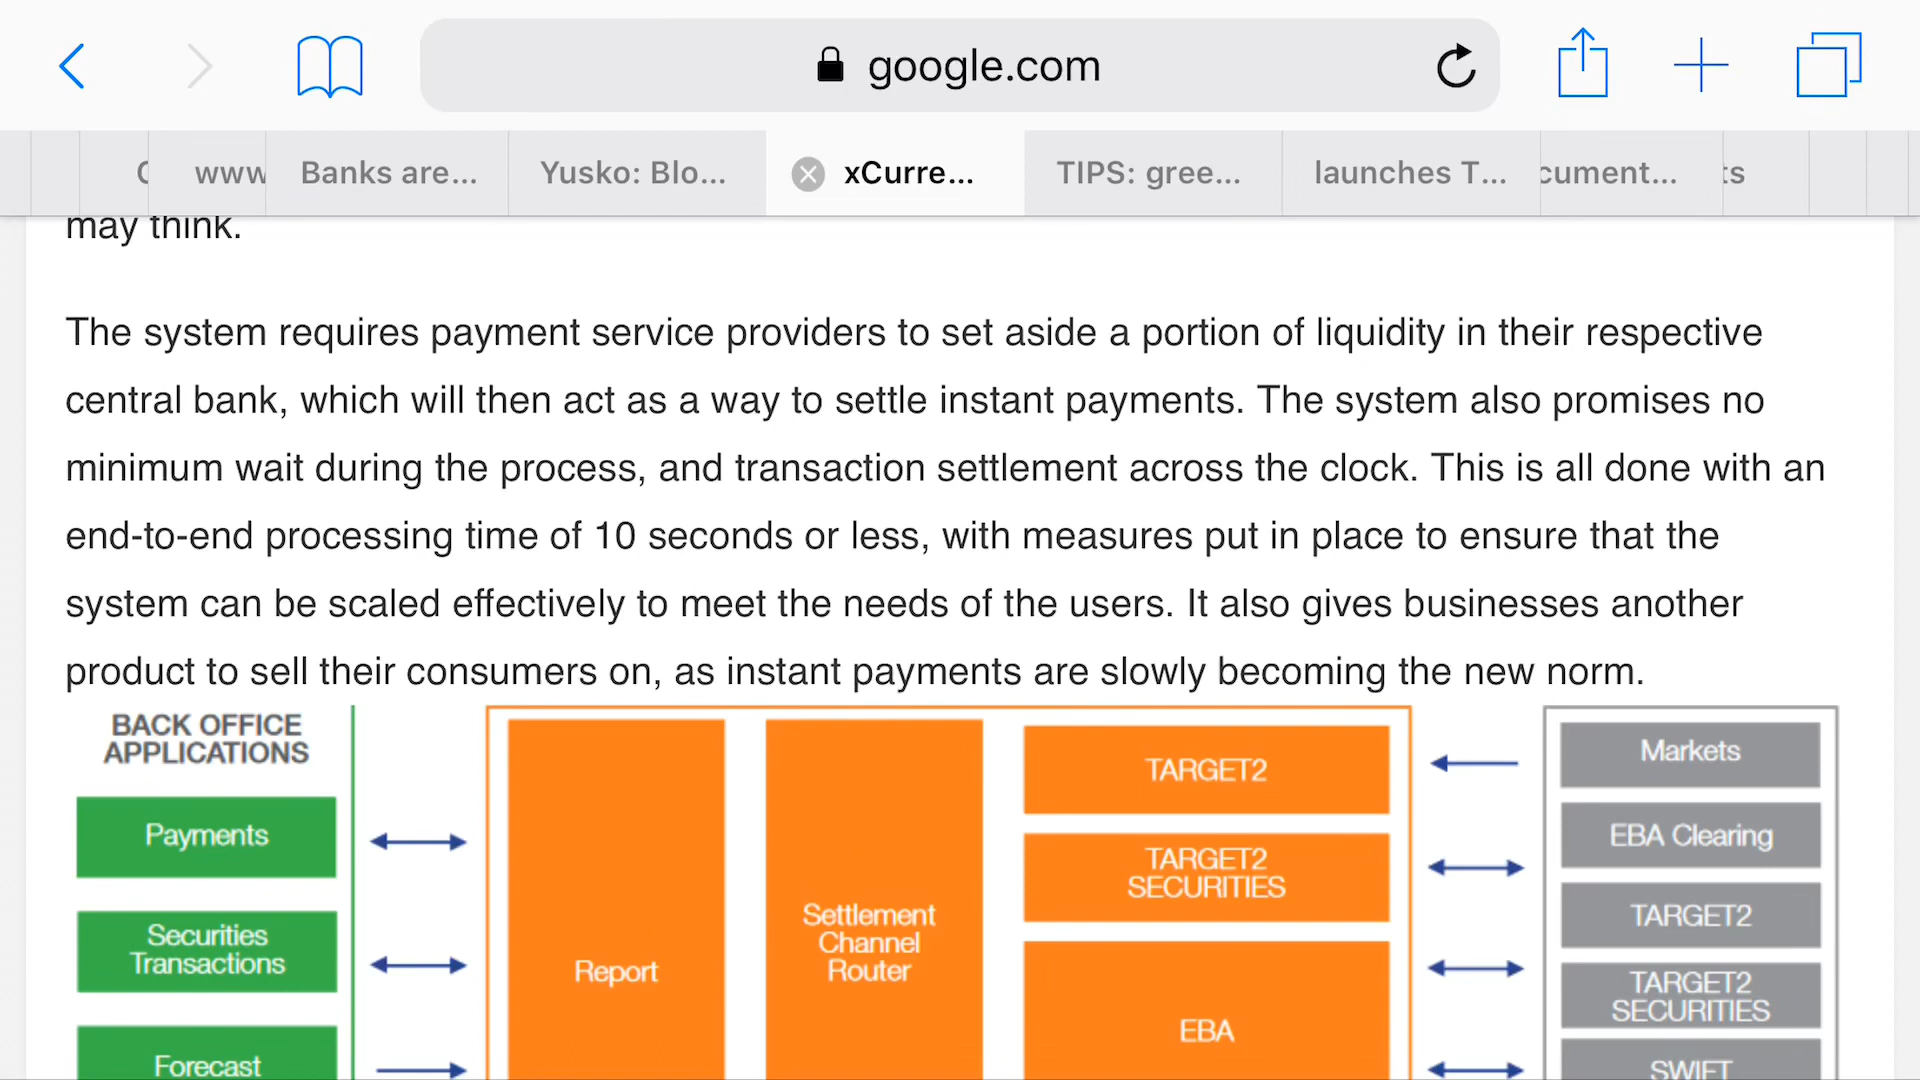 google.com
www
Banks are...
Yusko: Blo...
xCurre...
TIPS: gree...
launches T...
cument...
ts
may think.
The system requires payment service providers to set aside a portion of liquidity in their respective
central bank, which will then act as a way to settle instant payments. The system also promises no
minimum wait during the process, and transaction settlement across the clock. This is all done with an
end-to-end processing time of 10 seconds or less, with measures put in place to ensure that the
system can be scaled effectively to meet the needs of the users. It also gives businesses another
product to sell their consumers on, as instant payments are slowly becoming the new norm.
BACK OFFICE
APPLICATIONS
Payments
Securities
Transactions
Forecast
Report
Settlement
Channel
Router
TARGET2
TARGET2
SECURITIES
EBA
Markets
EBA Clearing
TARGET2
TARGET2
SECURITIES
SWIFT